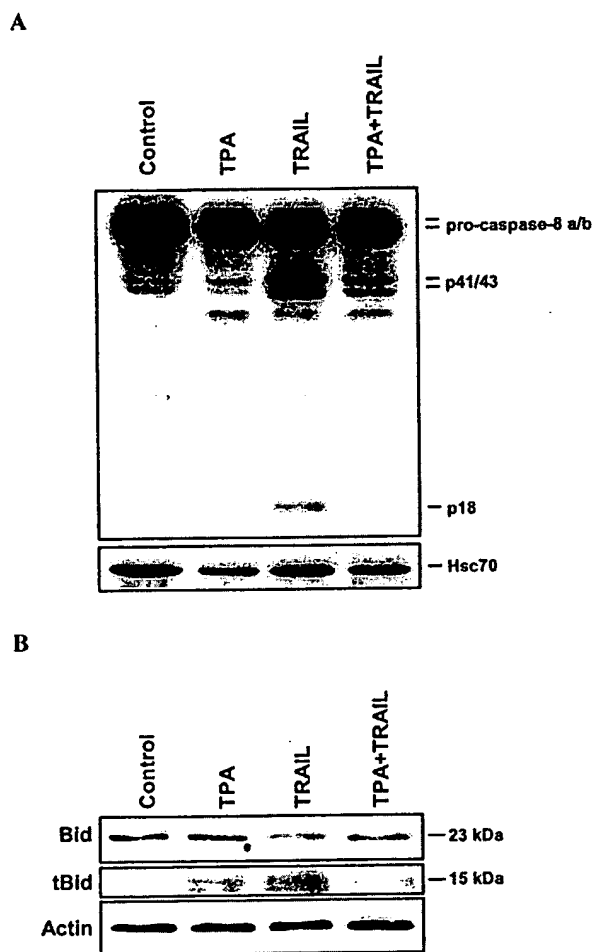 A
Control
TPA
TRAIL
TPA+TRAIL
pro-caspase-8 a/b
p41/43
p18
Hsc70
B
Control
TPA
TRAIL
TPA+TRAIL
Bid
23 kDa
tBid
15 kDa
Actin